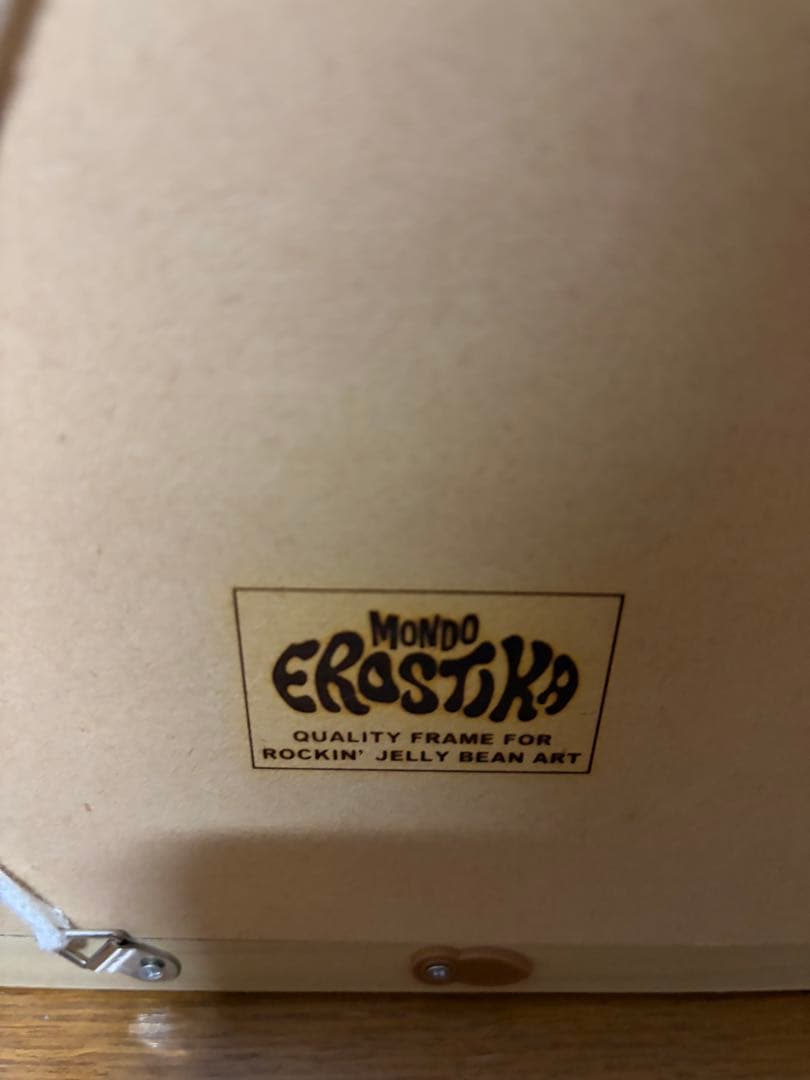 MONDO
EROSTIKA
QUALITY FRAME FOR
ROCKIN' JELLY BEAN ART